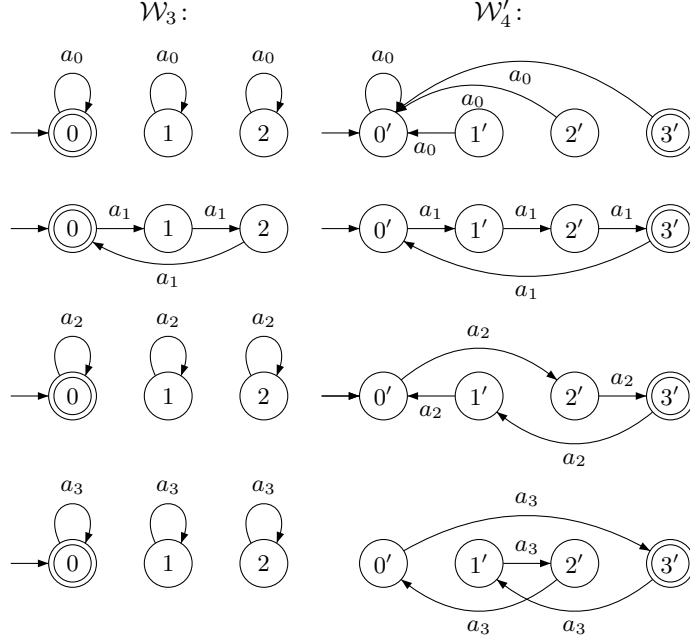 𝒲₃: 𝒲′₄:
a₀ a₀ a₀ a₀ a₀ a₀
0 1 2 0′ a₀ 1′ 2′ 3′
a₁ a₁ a₁ a₁ a₁
0 1 2 0′ 1′ 2′ 3′
a₁ a₁
a₂ a₂ a₂ a₂
0 1 2 0′ a₂ 1′ 2′ a₂ 3′
a₂
a₃ a₃ a₃ a₃
0 1 2 0′ 1′ a₃ 2′ 3′
a₃ a₃